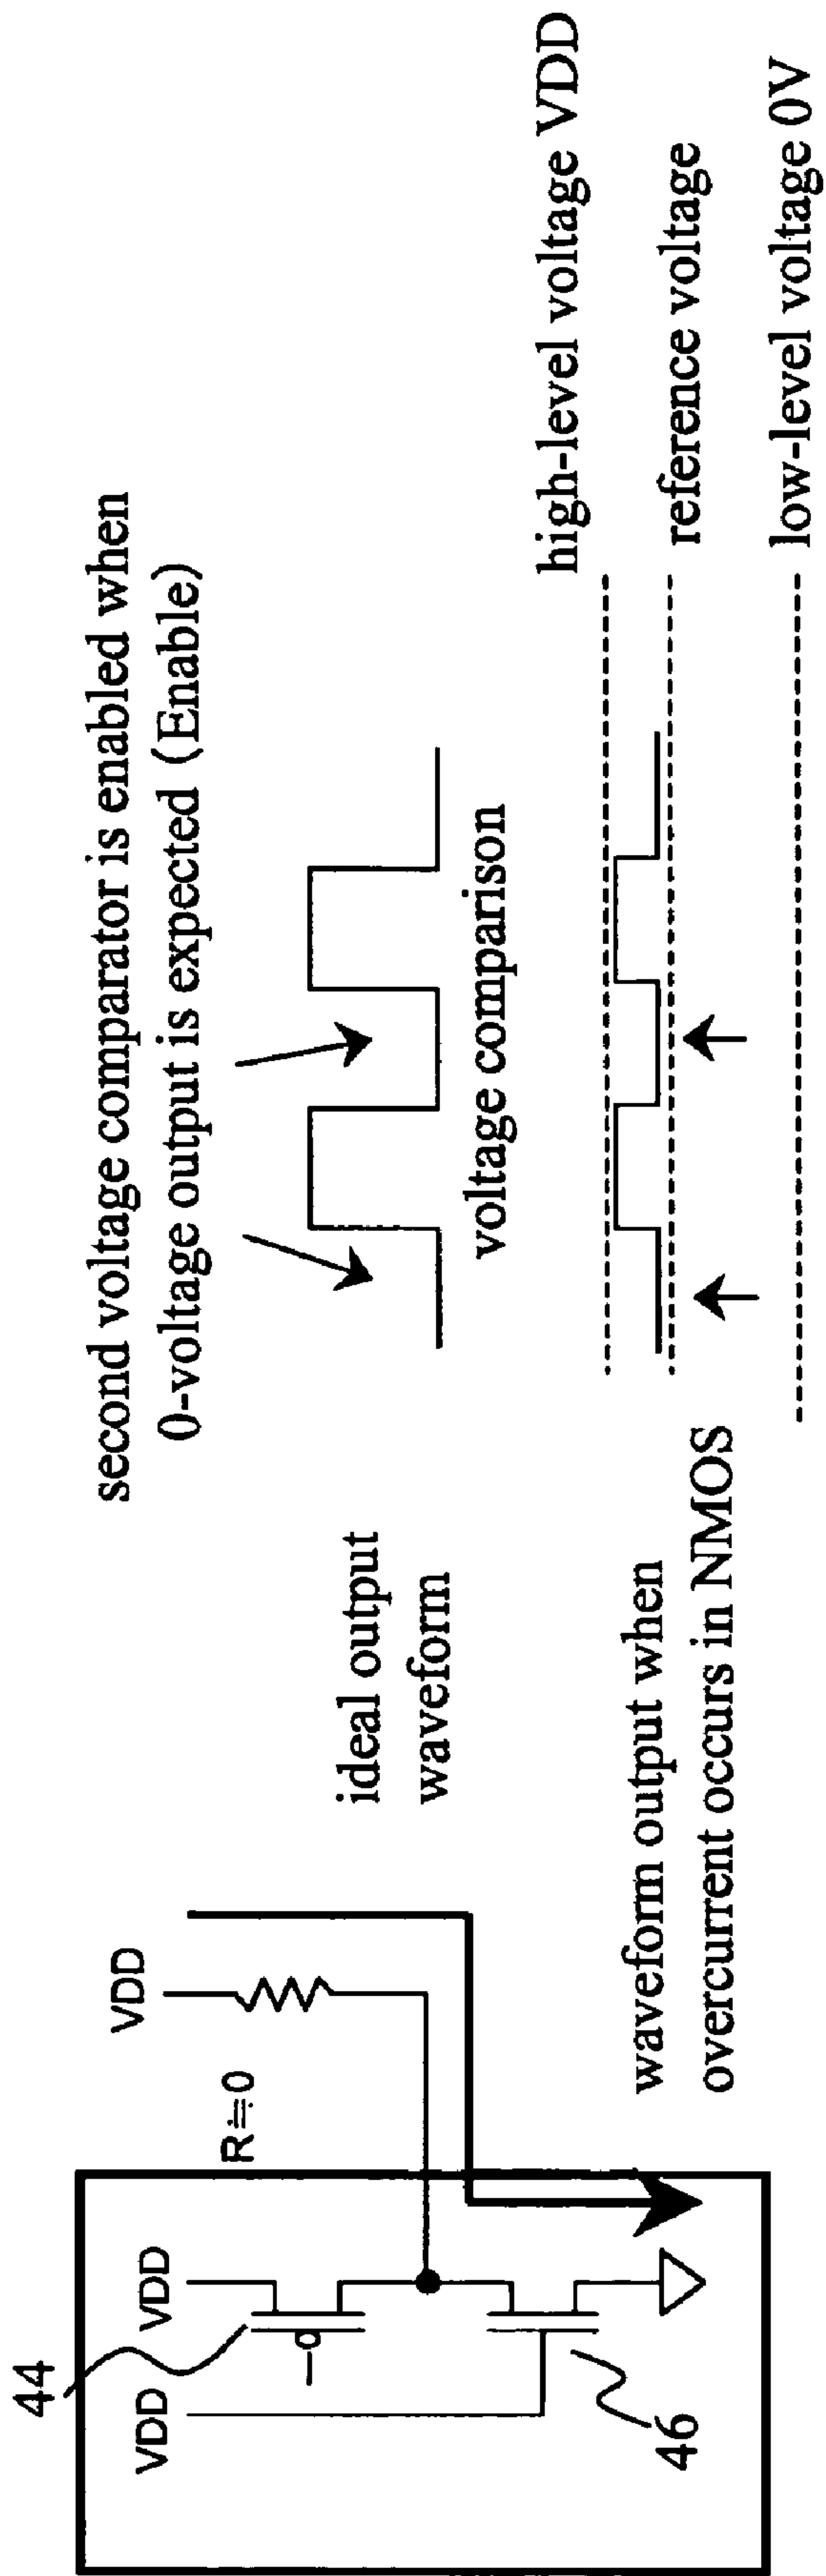 second voltage comparator is enabled when
0-voltage output is expected (Enable)
44
VDD
VDD
VDD
R≒0
46
ideal output
waveform
voltage comparison
waveform output when
overcurrent occurs in NMOS
high-level voltage VDD
reference voltage
low-level voltage 0V